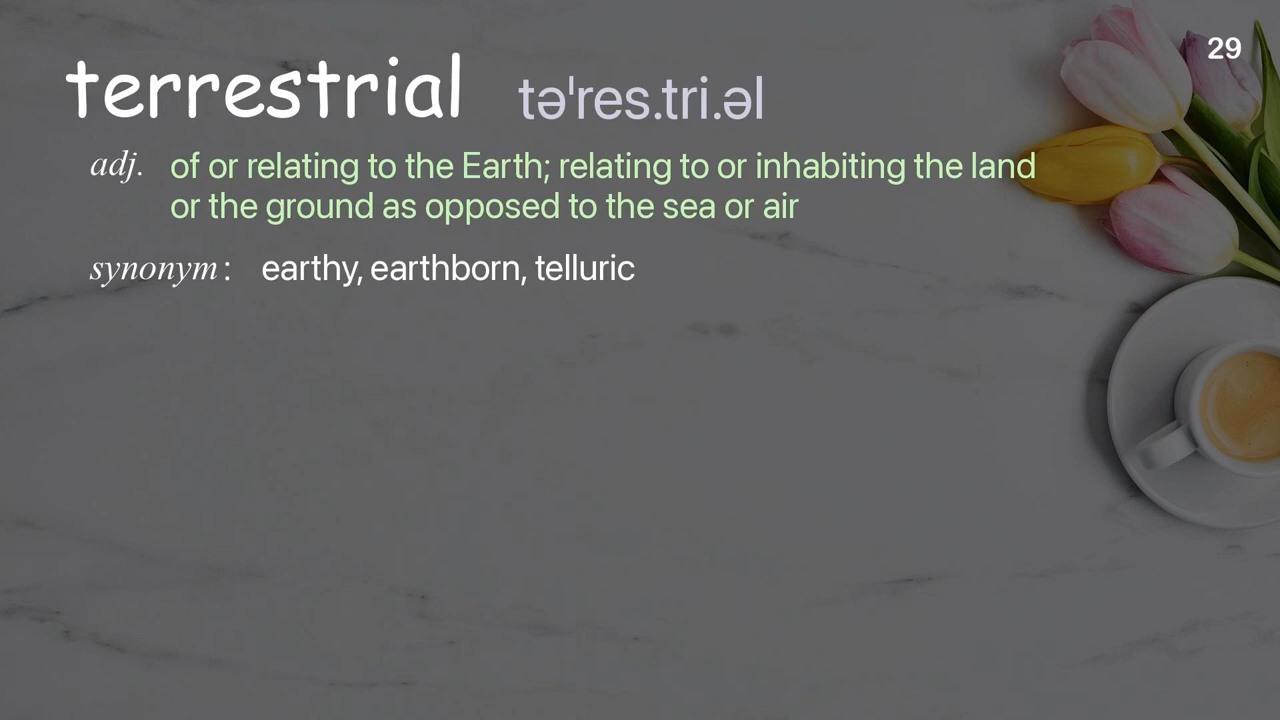 29
terrestrial təˈres.tri.əl
adj. of or relating to the Earth; relating to or inhabiting the land
or the ground as opposed to the sea or air
synonym : earthy, earthborn, telluric